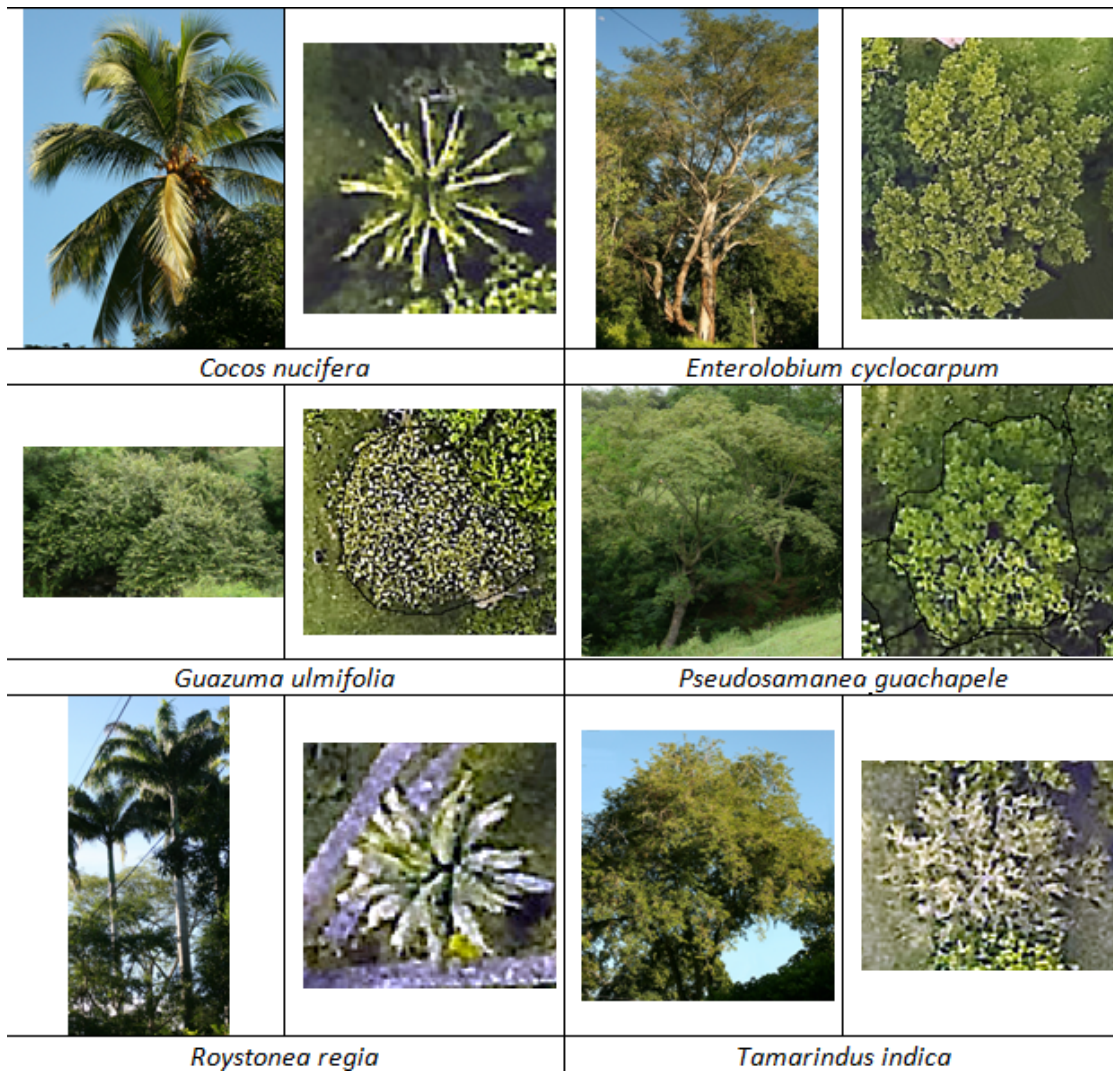 Cocos nucifera
Enterolobium cyclocarpum
Guazuma ulmifolia
Pseudosamanea guachapele
Roystonea regia
Tamarindus indica